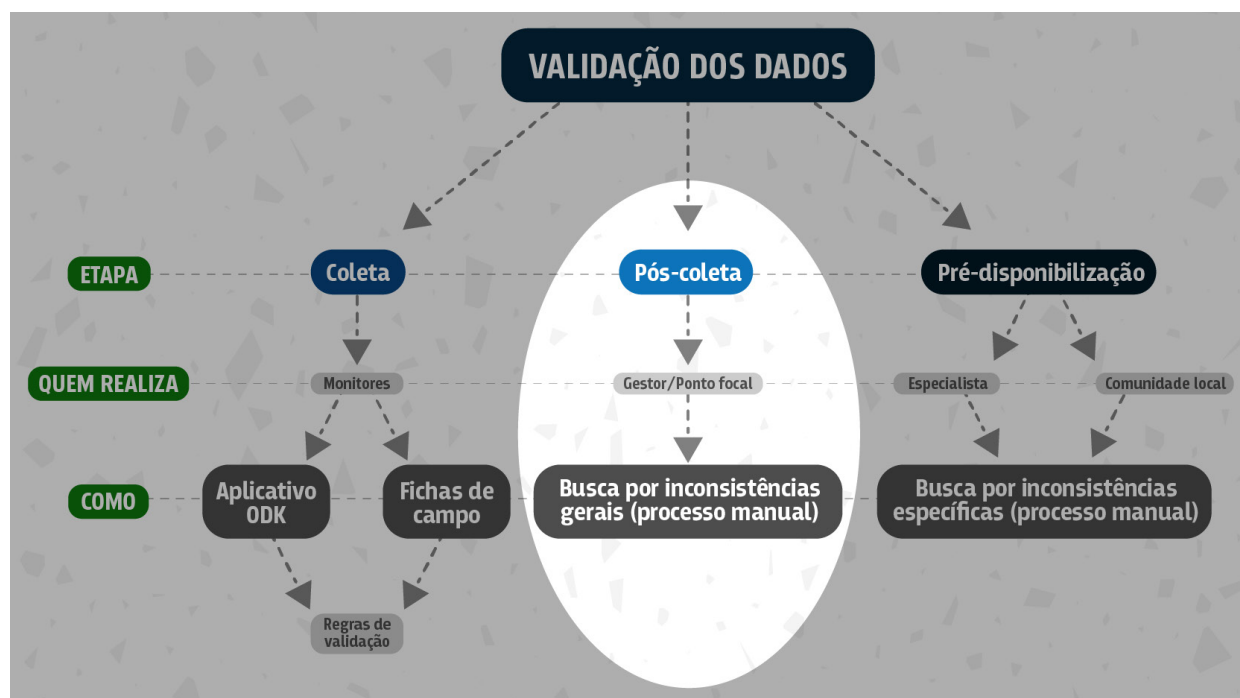 VALIDAÇÃO DOS DADOS
ETAPA
Coleta
Pós-coleta
Pré-disponibilização
QUEM REALIZA
Monitores
Gestor/Ponto focal
Especialista
Comunidade local
COMO
Aplicativo
ODK
Fichas de
campo
Busca por inconsistências
gerais (processo manual)
Busca por inconsistências
específicas (processo manual)
Regras de
validação